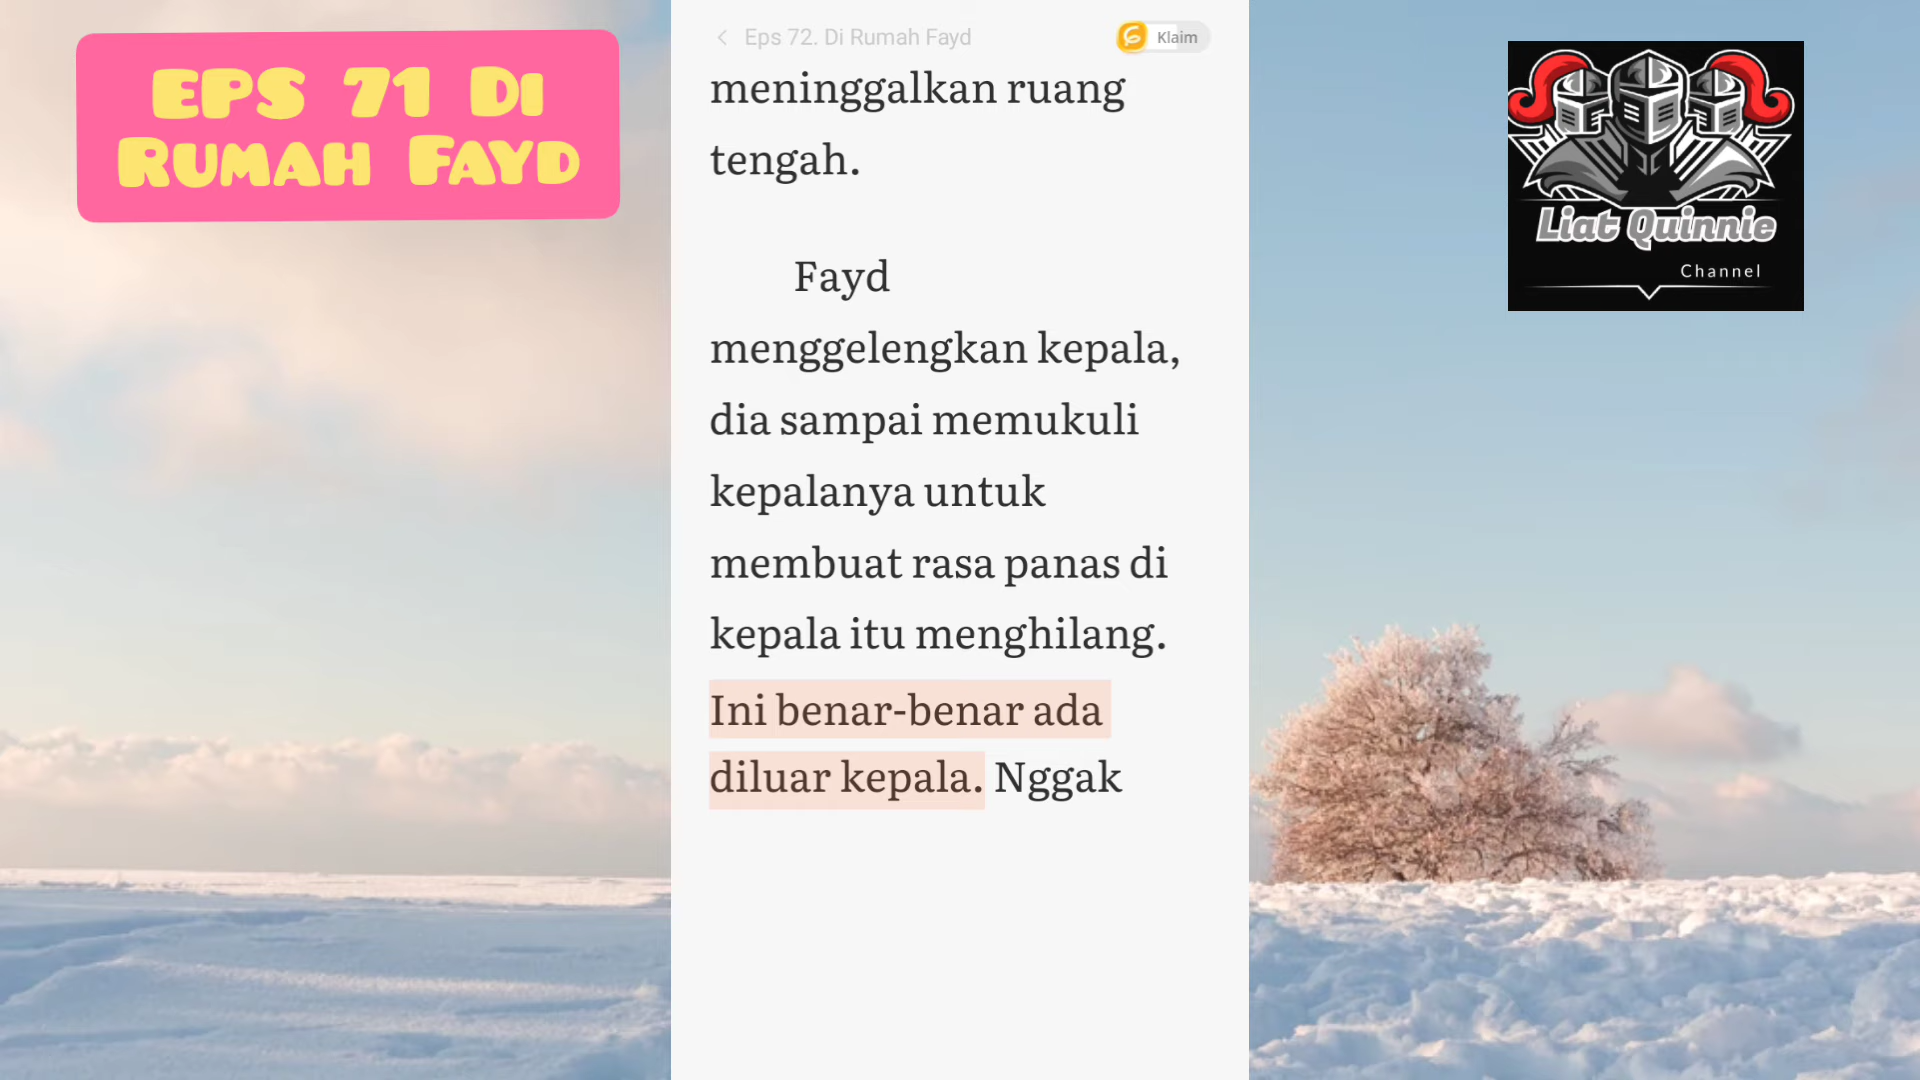 EPS 71 Di
Rumah Fayd
Eps 72. Di Rumah Fayd
Klaim
meninggalkan ruang
tengah.
Fayd
menggelengkan kepala,
dia sampai memukuli
kepalanya untuk
membuat rasa panas di
kepala itu menghilang.
Ini benar-benar ada
diluar kepala. Nggak
Liat Quinnie
Channel